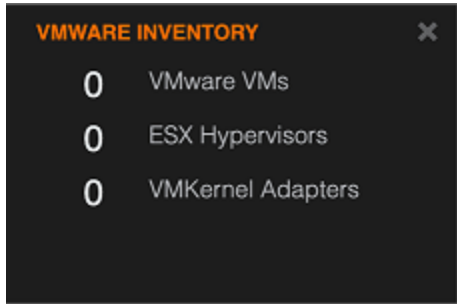 VMWARE INVENTORY
0 VMware VMs
0 ESX Hypervisors
0 VMKernel Adapters